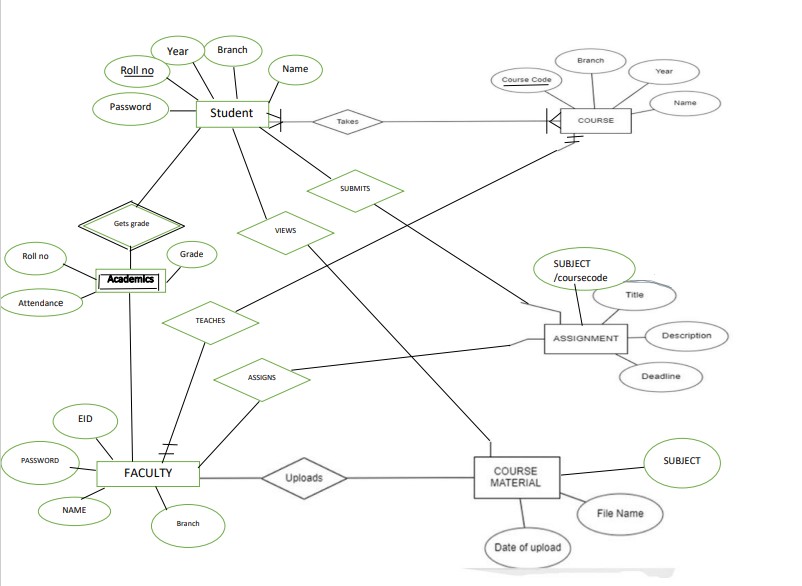 Year
Branch
Roll no
Name
Password
Student
Takes
Branch
Course Code
Year
Name
COURSE
SUBMITS
Gets grade
VIEWS
Roll no
Grade
Academics
Attendance
SUBJECT
/coursecode
Title
TEACHES
ASSIGNMENT
Description
ASSIGNS
Deadline
EID
PASSWORD
FACULTY
NAME
Branch
Uploads
COURSE
MATERIAL
SUBJECT
File Name
Date of upload